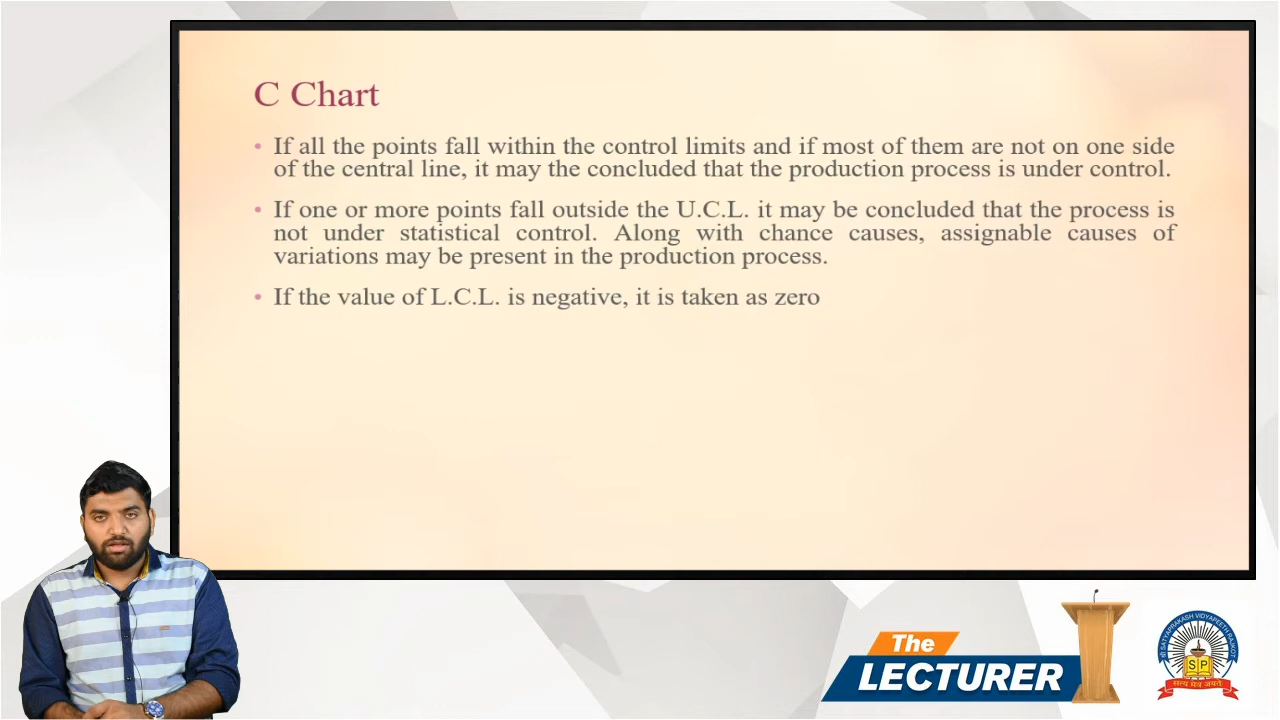 C Chart
• If all the points fall within the control limits and if most of them are not on one side
of the central line, it may the concluded that the production process is under control.
• If one or more points fall outside the U.C.L. it may be concluded that the process is
not under statistical control. Along with chance causes, assignable causes of
variations may be present in the production process.
• If the value of L.C.L. is negative, it is taken as zero
The
LECTURER
SP
सत्य मेव जयते